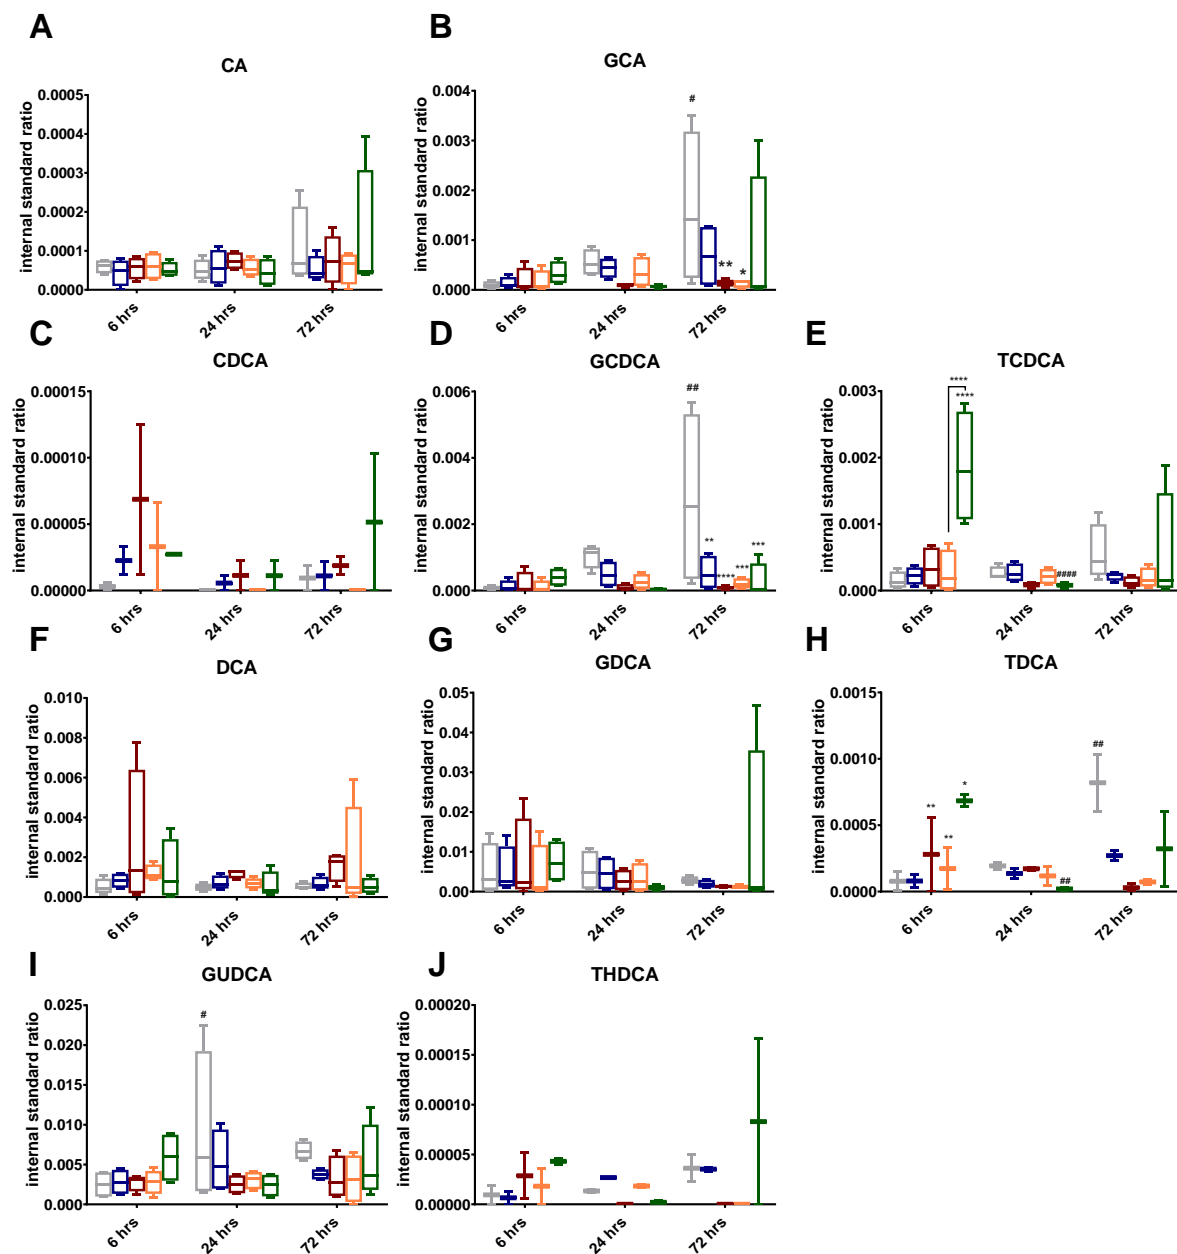 A
CA
internal standard ratio
0.0005
0.0004
0.0003
0.0002
0.0001
0.0000
6 hrs
24 hrs
72 hrs
B
GCA
internal standard ratio
0.004
0.003
0.002
0.001
0.000
#
**
*
6 hrs
24 hrs
72 hrs
C
CDCA
internal standard ratio
0.00015
0.00010
0.00005
0.00000
6 hrs
24 hrs
72 hrs
D
GCDCA
internal standard ratio
0.006
0.004
0.002
0.000
##
**
****
***
***
6 hrs
24 hrs
72 hrs
E
TCDCA
internal standard ratio
0.003
0.002
0.001
0.000
****
****
####
6 hrs
24 hrs
72 hrs
F
DCA
internal standard ratio
0.010
0.008
0.006
0.004
0.002
0.000
6 hrs
24 hrs
72 hrs
G
GDCA
internal standard ratio
0.05
0.04
0.03
0.02
0.01
0.00
6 hrs
24 hrs
72 hrs
H
TDCA
internal standard ratio
0.0015
0.0010
0.0005
0.0000
**
**
*
##
##
6 hrs
24 hrs
72 hrs
I
GUDCA
internal standard ratio
0.025
0.020
0.015
0.010
0.005
0.000
#
6 hrs
24 hrs
72 hrs
J
THDCA
internal standard ratio
0.00020
0.00015
0.00010
0.00005
0.00000
6 hrs
24 hrs
72 hrs